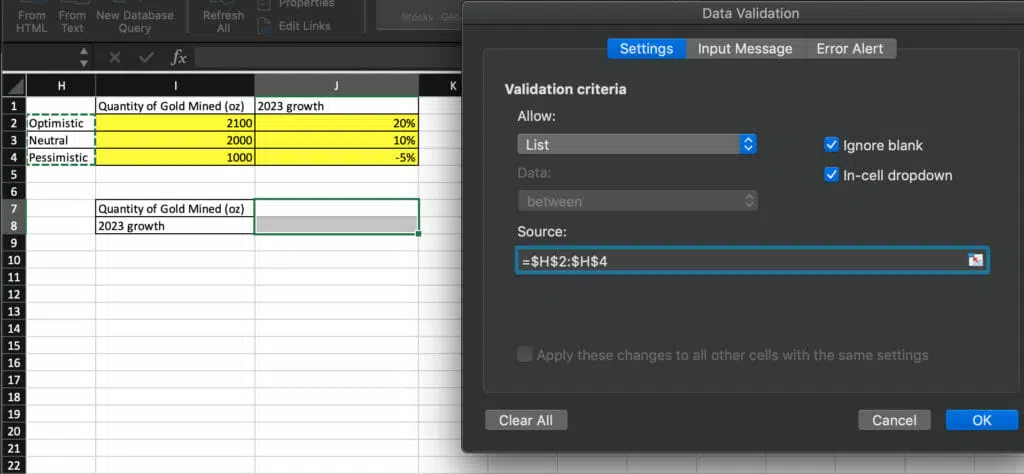 Properties
From HTML
From Text
New Database Query
Refresh All
Edit Links
Stocks
fx
H I J K
1 Quantity of Gold Mined (oz) 2023 growth
2 Optimistic 2100 20%
3 Neutral 2000 10%
4 Pessimistic 1000 -5%
5
6
7 Quantity of Gold Mined (oz)
8 2023 growth
9
10
11
12
13
14
15
16
17
18
19
20
21
22
Data Validation
Settings Input Message Error Alert
Validation criteria
Allow:
List
Ignore blank
Data:
In-cell dropdown
between
Source:
=$H$2:$H$4
Apply these changes to all other cells with the same settings
Clear All Cancel OK